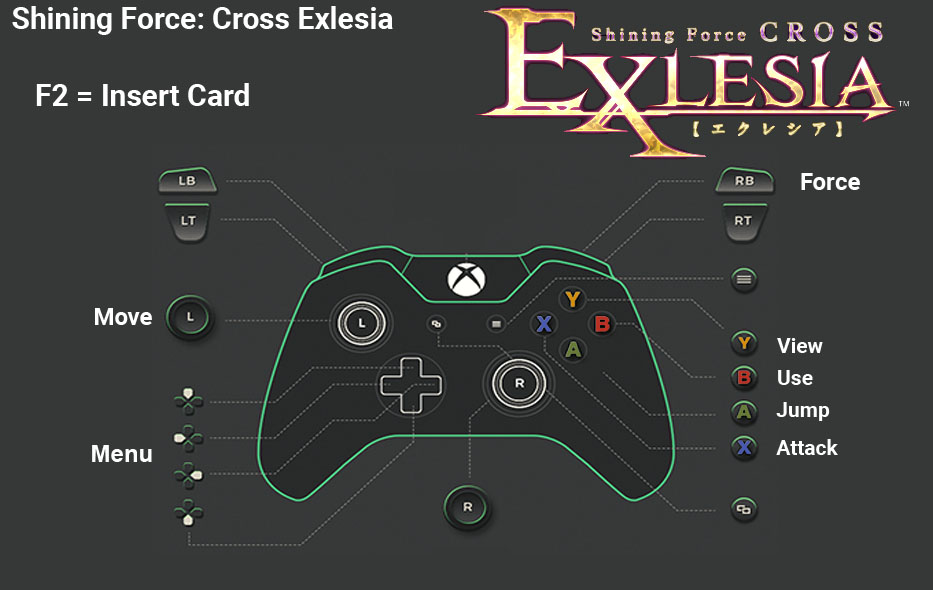 Shining Force: Cross Exlesia
Shining Force CROSS
EXLESIA™
【エクレシア】
F2 = Insert Card
LB
RB
Force
LT
RT
Move
L
L
Y
X
B
A
R
Y
View
B
Use
A
Jump
X
Attack
Menu
R